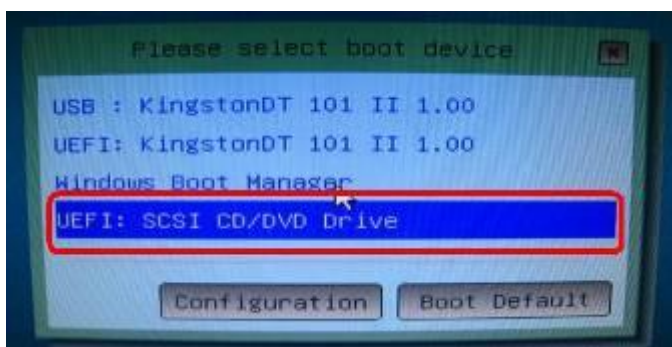 Please select boot device
USB : KingstonDT 101 II 1.00
UEFI: KingstonDT 101 II 1.00
Windows Boot Manager
UEFI: SCSI CD/DVD Drive
Configuration Boot Default